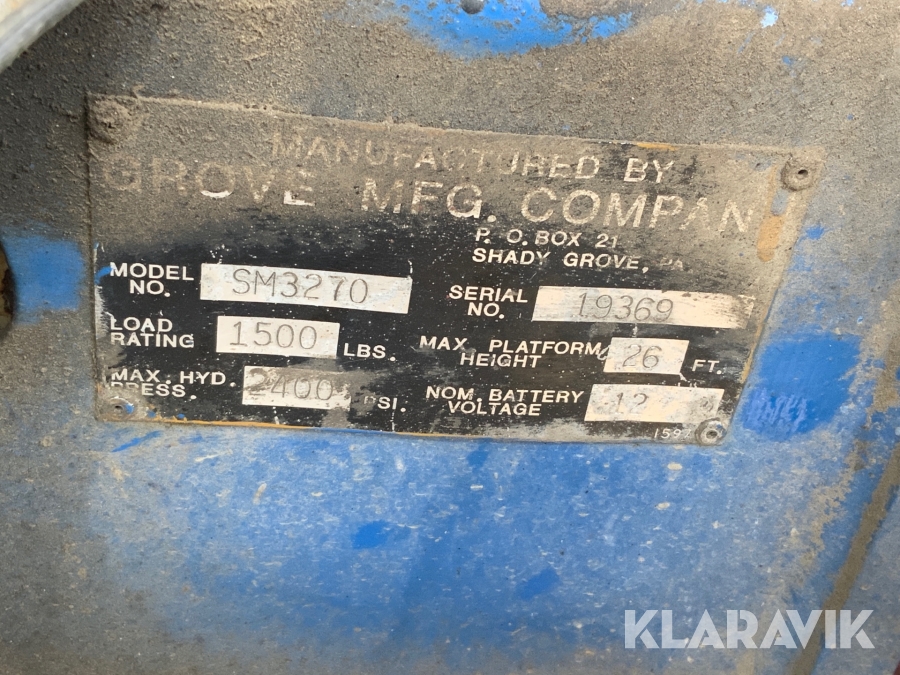 MANUFACTURED BY
GROVE MFG. COMPAN
P. O. BOX 21
SHADY GROVE, PA
MODEL NO. SM3270
SERIAL NO. 19369
LOAD RATING 1500 LBS.
MAX. PLATFORM HEIGHT 26 FT.
MAX. HYD. PRESS. 2400 PSI.
NOM. BATTERY VOLTAGE 12
KLARAVIK